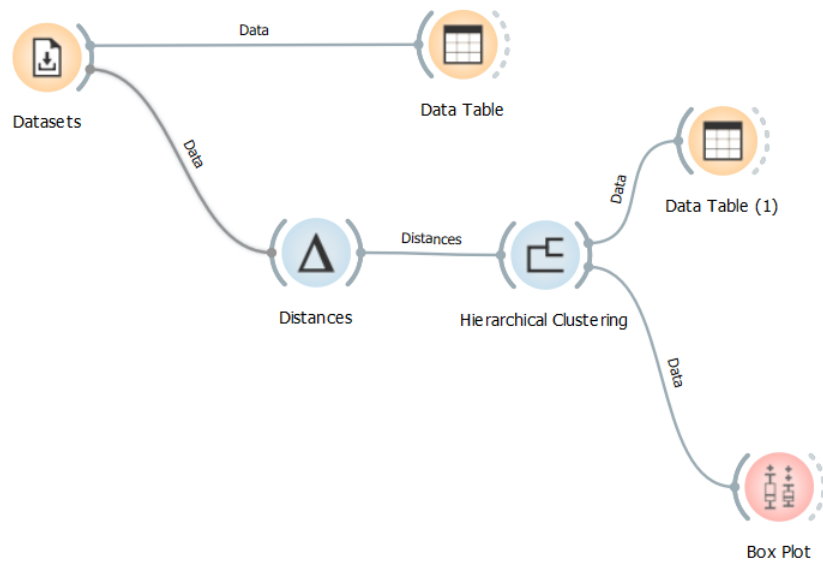 Data
Datasets
Data Table
Data
Data
Data Table (1)
Distances
Distances
Hierarchical Clustering
Data
Box Plot